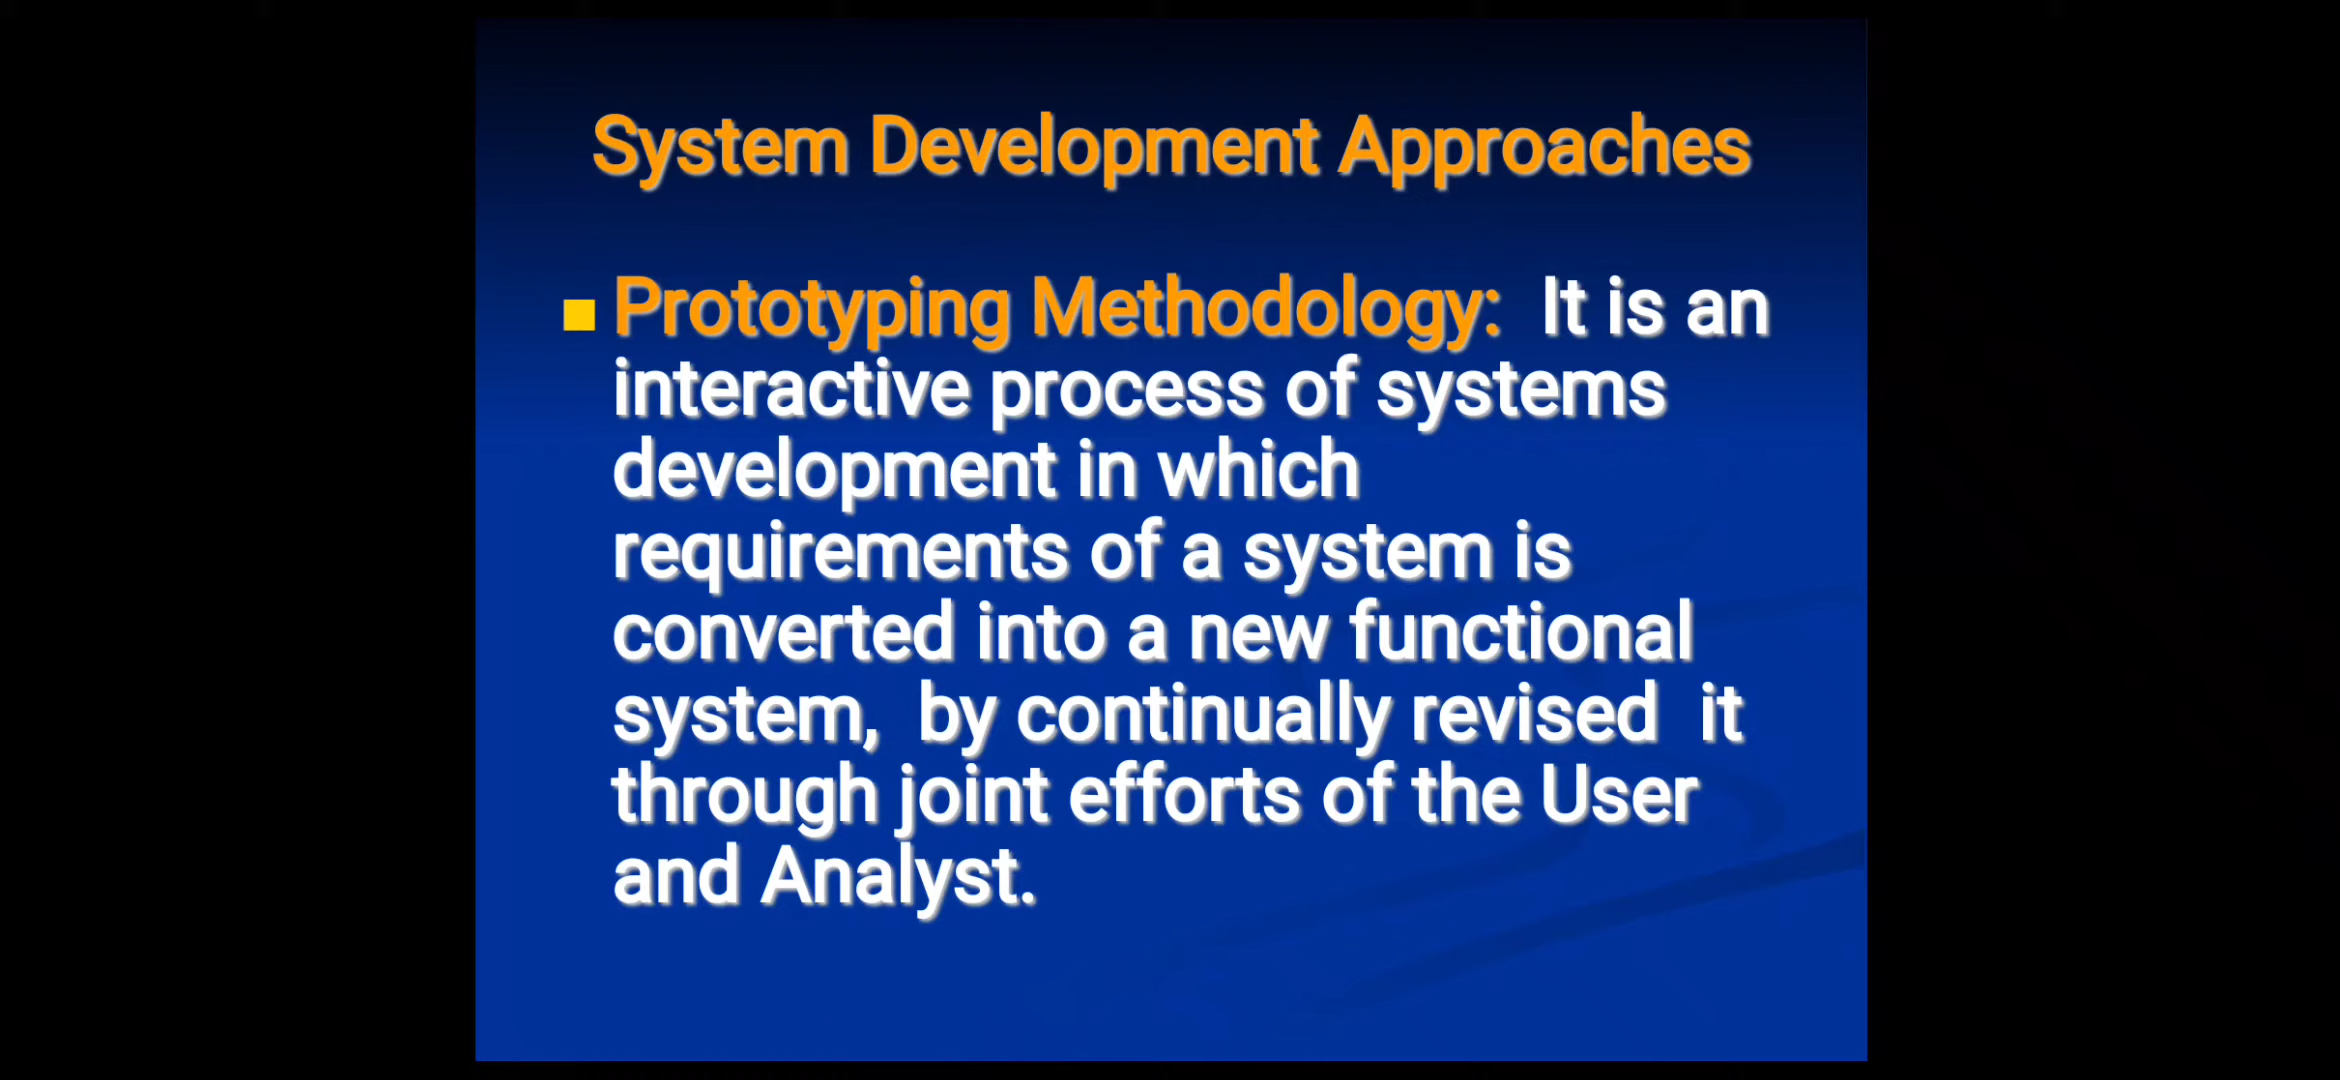 System Development Approaches
Prototyping Methodology:  It is an
interactive process of systems
development in which
requirements of a system is
converted into a new functional
system,  by continually revised  it
through joint efforts of the User
and Analyst.